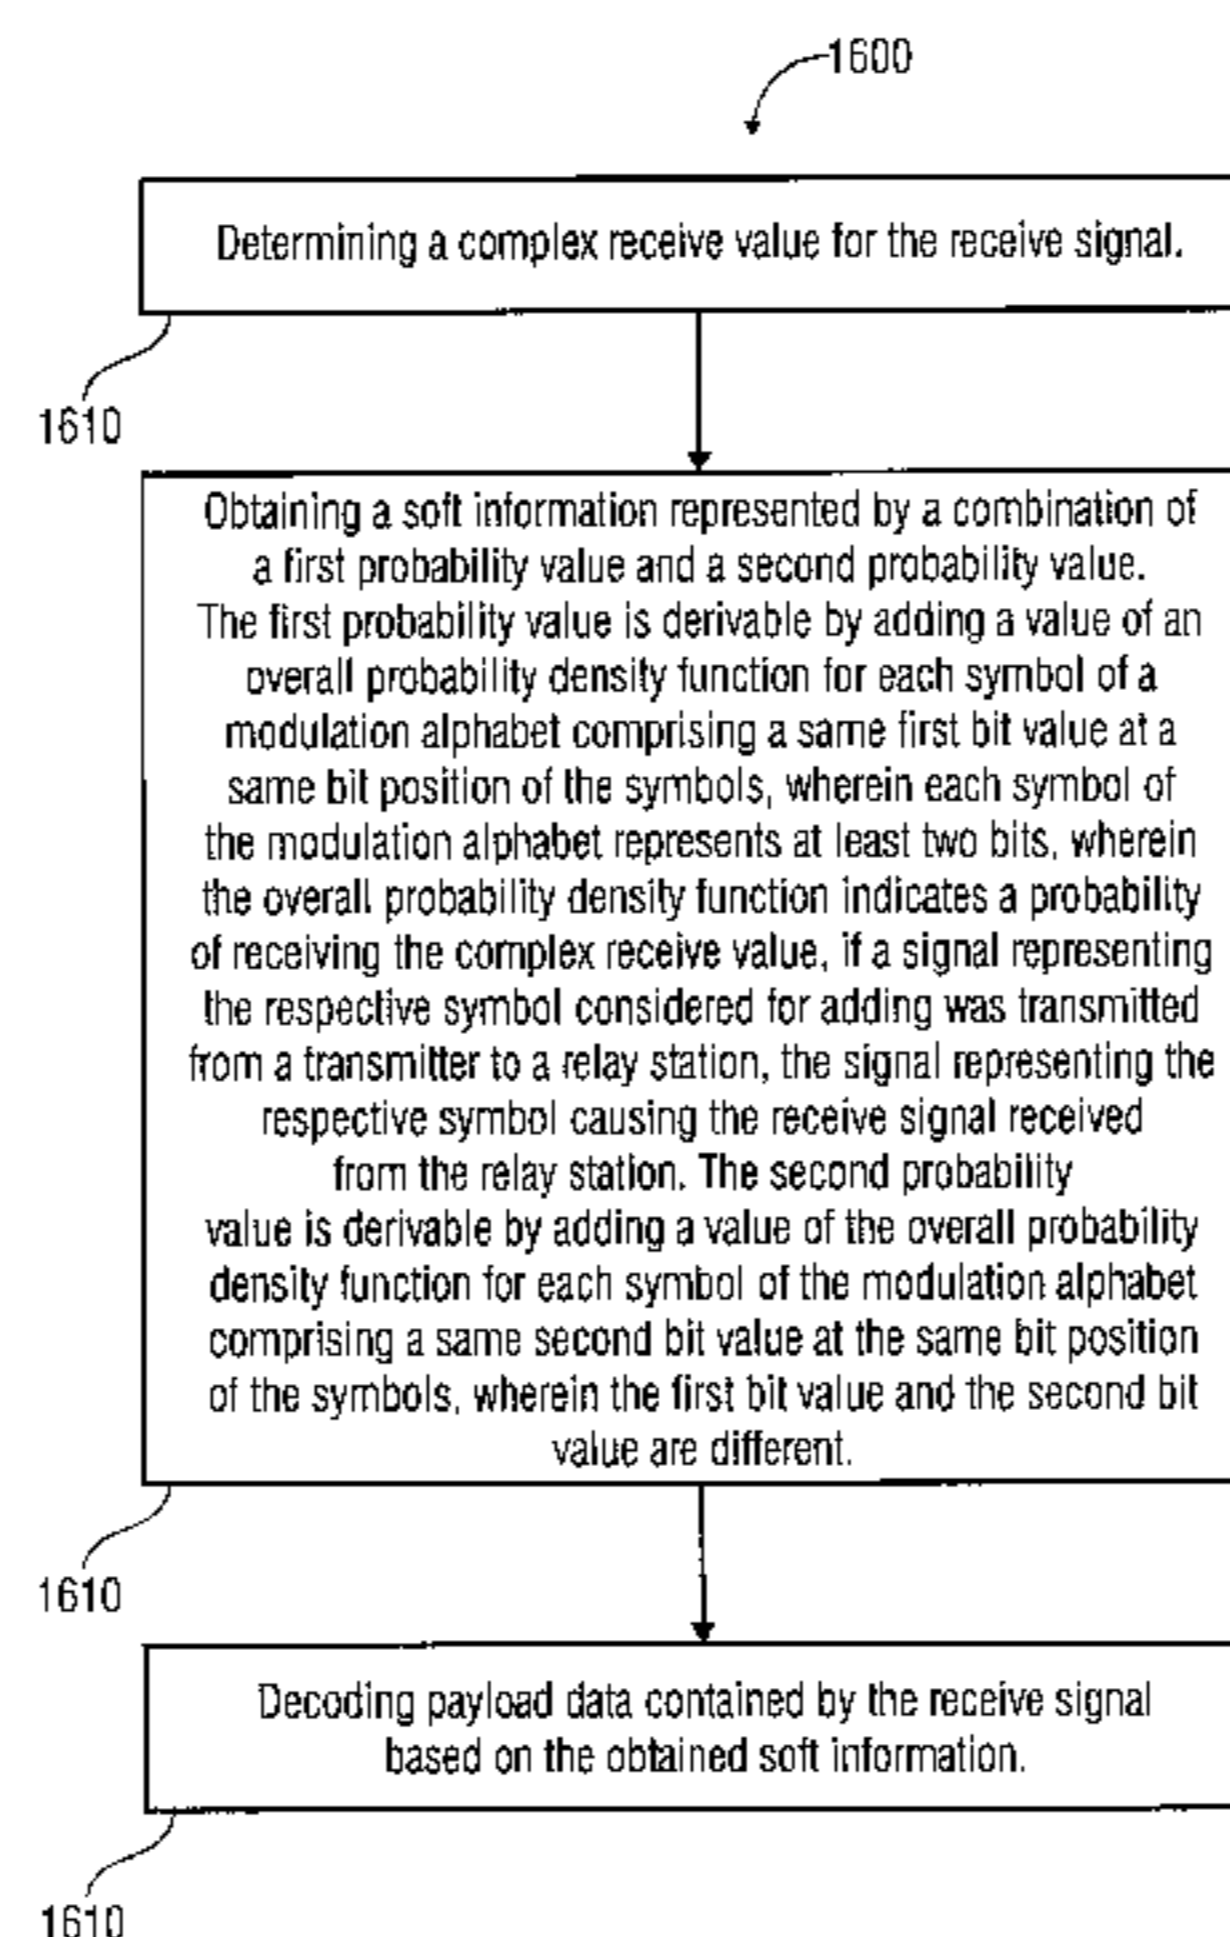 1600
Determining a complex receive value for the receive signal.
1610
Obtaining a soft information represented by a combination of
a first probability value and a second probability value.
The first probability value is derivable by adding a value of an
overall probability density function for each symbol of a
modulation alphabet comprising a same first bit value at a
same bit position of the symbols, wherein each symbol of
the modulation alphabet represents at least two bits, wherein
the overall probability density function indicates a probability
of receiving the complex receive value, if a signal representing
the respective symbol considered for adding was transmitted
from a transmitter to a relay station, the signal representing the
respective symbol causing the receive signal received
from the relay station. The second probability
value is derivable by adding a value of the overall probability
density function for each symbol of the modulation alphabet
comprising a same second bit value at the same bit position
of the symbols, wherein the first bit value and the second bit
value are different.
1610
Decoding payload data contained by the receive signal
based on the obtained soft information.
1610